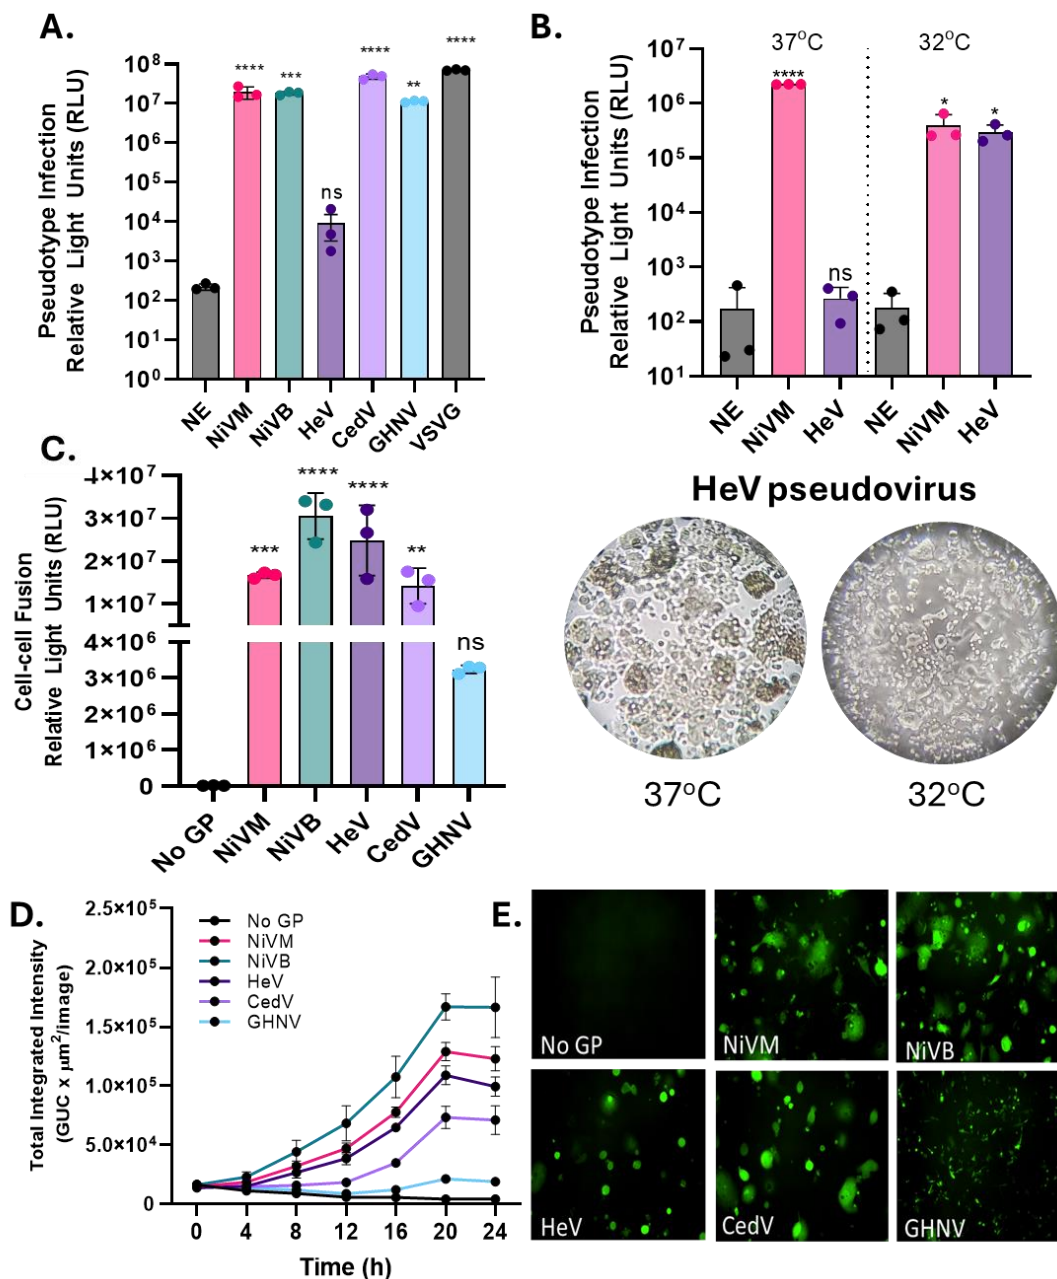 A.
Pseudotype Infection
Relative Light Units (RLU)
10⁸
10⁷
10⁶
10⁵
10⁴
10³
10²
10¹
10⁰
****
***
ns
****
**
****
NE
NiVM
NiVB
HeV
CedV
GHNV
VSVG
B.
37°C
32°C
Pseudotype Infection
Relative Light Units (RLU)
10⁷
10⁶
10⁵
10⁴
10³
10²
10¹
****
ns
*
*
NE
NiVM
HeV
NE
NiVM
HeV
HeV pseudovirus
37°C
32°C
C.
Cell-cell Fusion
Relative Light Units (RLU)
4×10⁷
3×10⁷
2×10⁷
1×10⁷
4×10⁶
3×10⁶
2×10⁶
1×10⁶
0
***
****
****
**
ns
No GP
NiVM
NiVB
HeV
CedV
GHNV
D.
Total Integrated Intensity
(GUC x µm²/image)
2.5×10⁵
2.0×10⁵
1.5×10⁵
1.0×10⁵
5.0×10⁴
0
No GP
NiVM
NiVB
HeV
CedV
GHNV
0 4 8 12 16 20 24
Time (h)
E.
No GP
NiVM
NiVB
HeV
CedV
GHNV